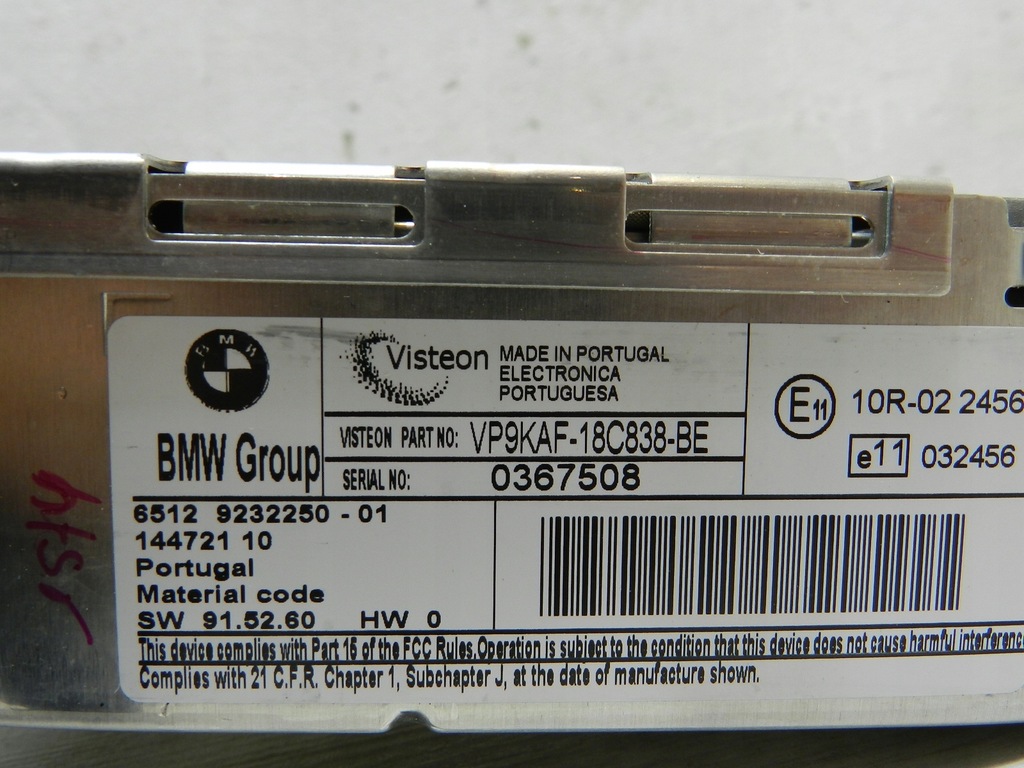 BMW
BMW Group
Visteon
MADE IN PORTUGAL
ELECTRONICA
PORTUGUESA
VISTEON PART NO: VP9KAF-18C838-BE
SERIAL NO: 0367508
E11 10R-02 2456
e11 032456
6512 9232250 - 01
144721 10
Portugal
Material code
SW 91.52.60 HW 0
This device complies with Part 15 of the FCC Rules.Operation is subject to the condition that this device does not cause harmful interference
Complies with 21 C.F.R. Chapter 1, Subchapter J, at the date of manufacture shown.